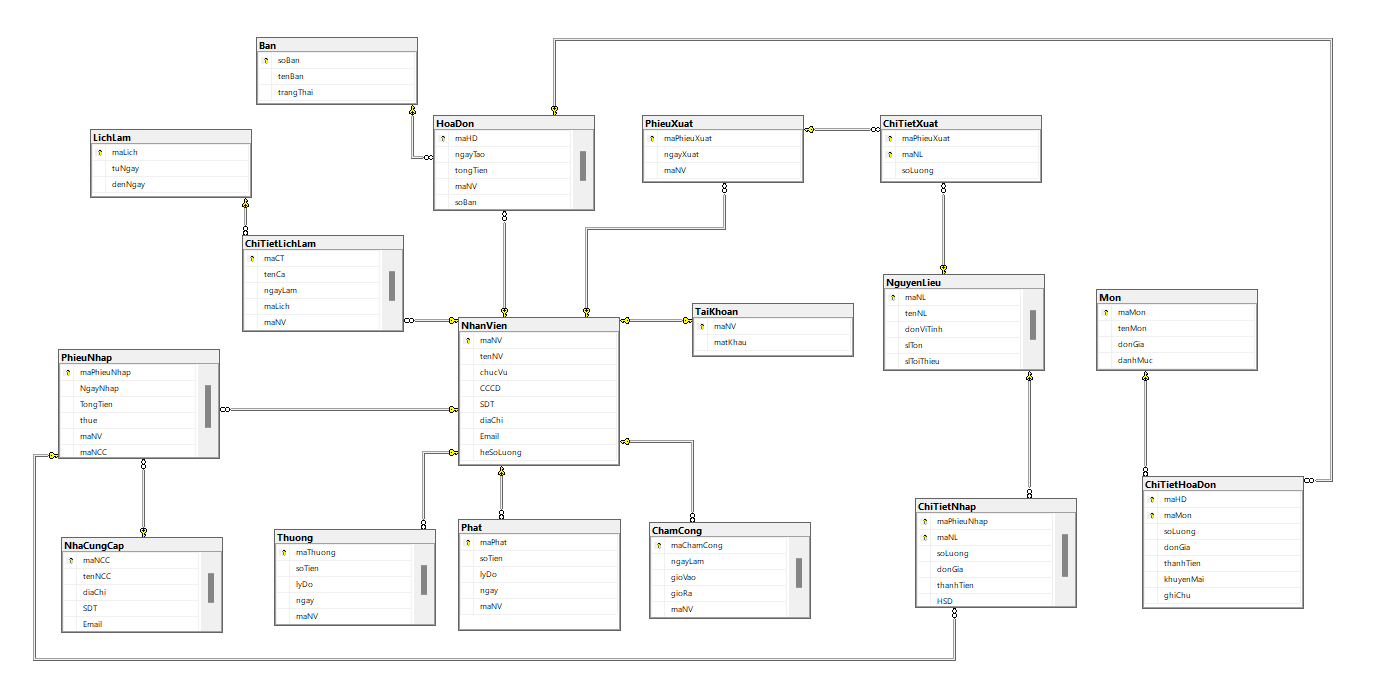 Ban
soBan
tenBan
trangThai
HoaDon
maHD
ngayTao
tongTien
maNV
soBan
PhieuXuat
maPhieuXuat
ngayXuat
maNV
ChiTietXuat
maPhieuXuat
maNL
soLuong
LichLam
maLich
tuNgay
denNgay
ChiTietLichLam
maCT
tenCa
ngayLam
maLich
maNV
NguyenLieu
maNL
tenNL
donViTinh
slTon
slToiThieu
Mon
maMon
tenMon
donGia
danhMuc
TaiKhoan
maNV
matKhau
NhanVien
maNV
tenNV
chucVu
CCCD
SDT
diaChi
Email
heSoLuong
PhieuNhap
maPhieuNhap
NgayNhap
TongTien
thue
maNV
maNCC
ChiTietHoaDon
maHD
maMon
soLuong
donGia
thanhTien
khuyenMai
ghiChu
ChiTietNhap
maPhieuNhap
maNL
soLuong
donGia
thanhTien
HSD
NhaCungCap
maNCC
tenNCC
diaChi
SDT
Email
Thuong
maThuong
soTien
lyDo
ngay
maNV
Phat
maPhat
soTien
lyDo
ngay
maNV
ChamCong
maChamCong
ngayLam
gioVao
gioRa
maNV